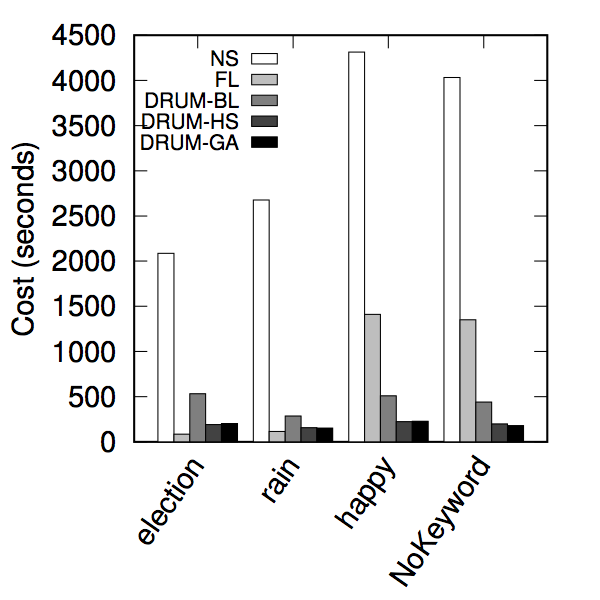 4500
4000
3500
3000
2500
2000
1500
1000
500
0
Cost (seconds)
NS
FL
DRUM-BL
DRUM-HS
DRUM-GA
election
rain
happy
NoKeyword